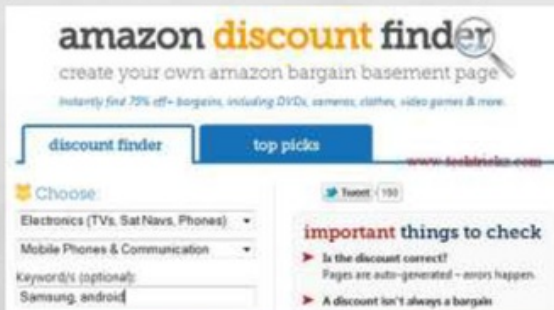 amazon discount finder
create your own amazon bargain basement page
Instantly find 75% off+ bargains, including DVDs, cameras, clothes, video games & more.
discount finder
top picks
www.techtricks.com
Choose:
Electronics (TVs, Sat Navs, Phones)
Mobile Phones & Communication
Keyword/s (optional):
Samsung, android
Tweet
important things to check
Is the discount correct?
Pages are auto-generated – errors happen.
A discount isn't always a bargain